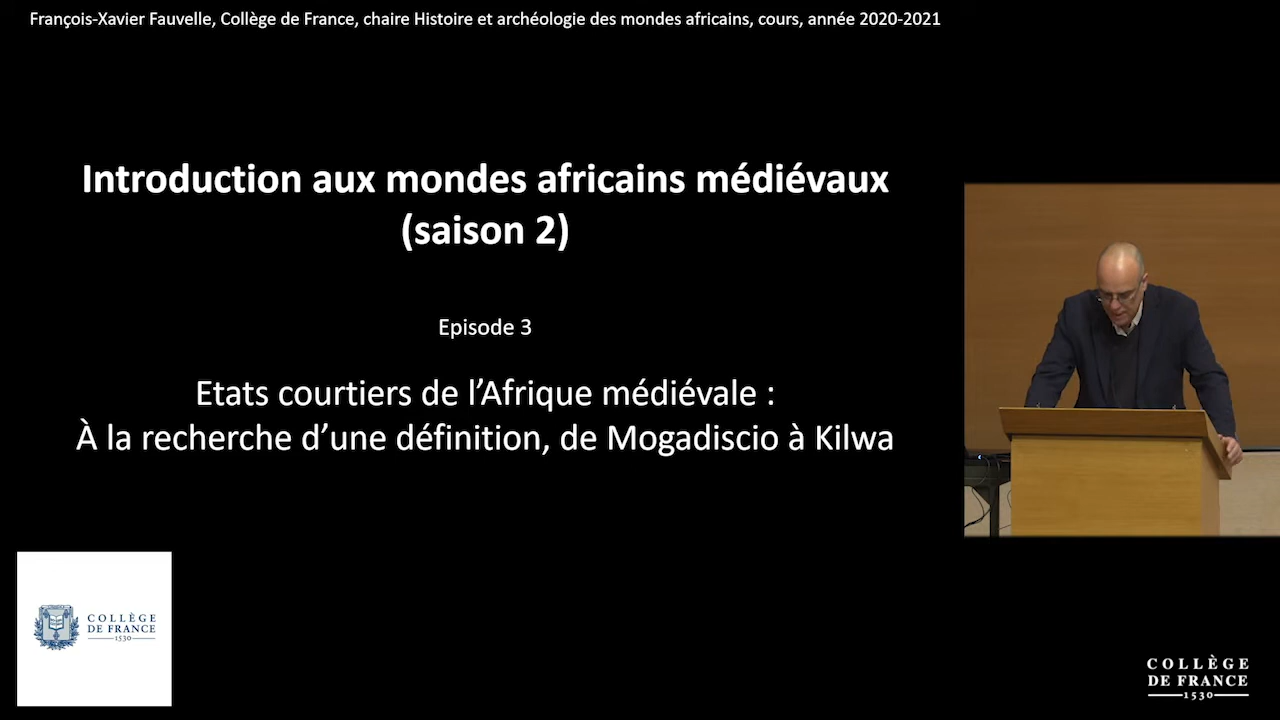 François-Xavier Fauvelle, Collège de France, chaire Histoire et archéologie des mondes africains, cours, année 2020-2021
Introduction aux mondes africains médiévaux
(saison 2)
Episode 3
Etats courtiers de l’Afrique médiévale :
À la recherche d’une définition, de Mogadiscio à Kilwa
COLLÈGE
DE FRANCE
1530
COLLÈGE
DE FRANCE
1530